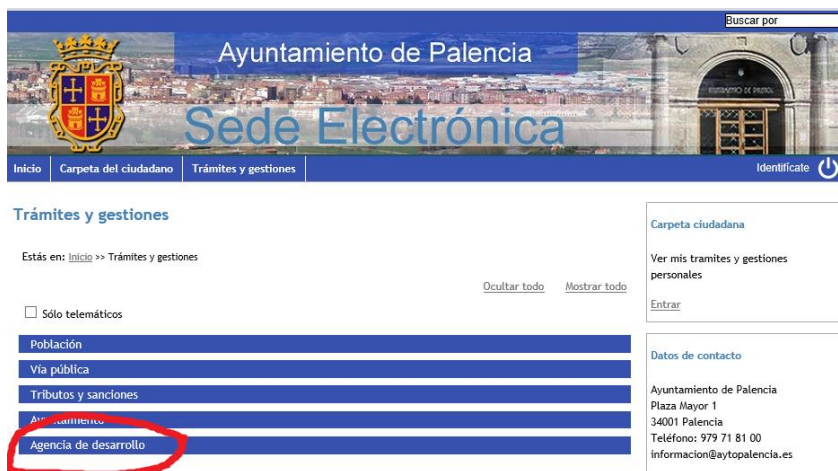 Buscar por
Ayuntamiento de Palencia
Sede Electrónica
Inicio
Carpeta del ciudadano
Trámites y gestiones
Identifícate
Trámites y gestiones
Estás en: Inicio >> Trámites y gestiones
Ocultar todo
Mostrar todo
Sólo telemáticos
Población
Vía pública
Tributos y sanciones
Ayuntamiento
Agencia de desarrollo
Carpeta ciudadana
Ver mis tramites y gestiones
personales
Entrar
Datos de contacto
Ayuntamiento de Palencia
Plaza Mayor 1
34001 Palencia
Teléfono: 979 71 81 00
informacion@aytopalencia.es